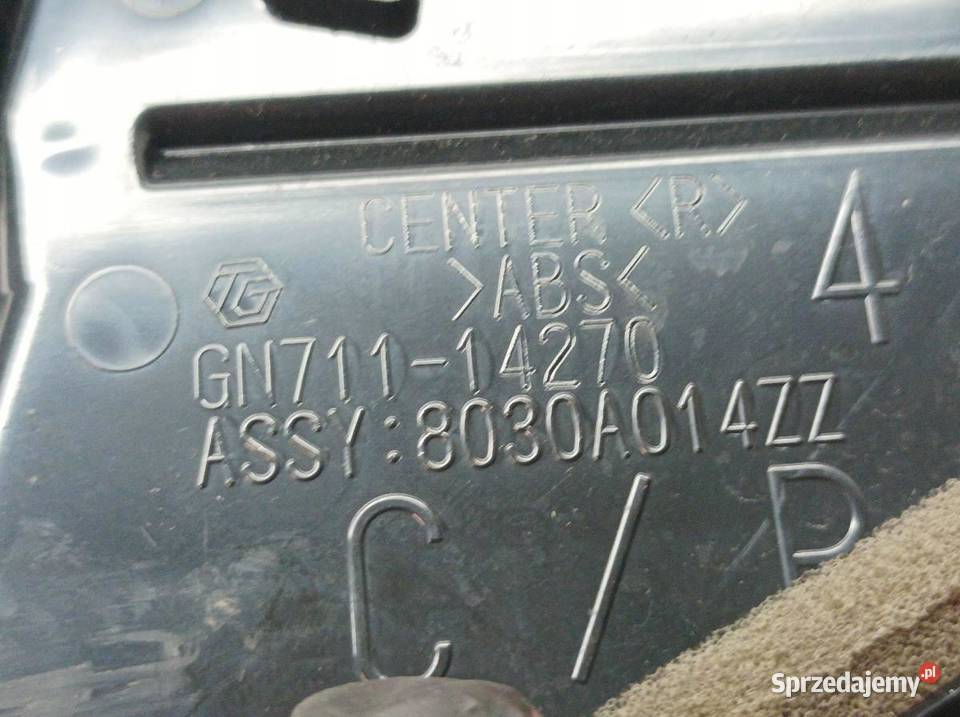 CENTER <R>
>ABS<
4
TG
GN711-14270
ASSY:8030A014ZZ
C/R
Sprzedajemy.pl